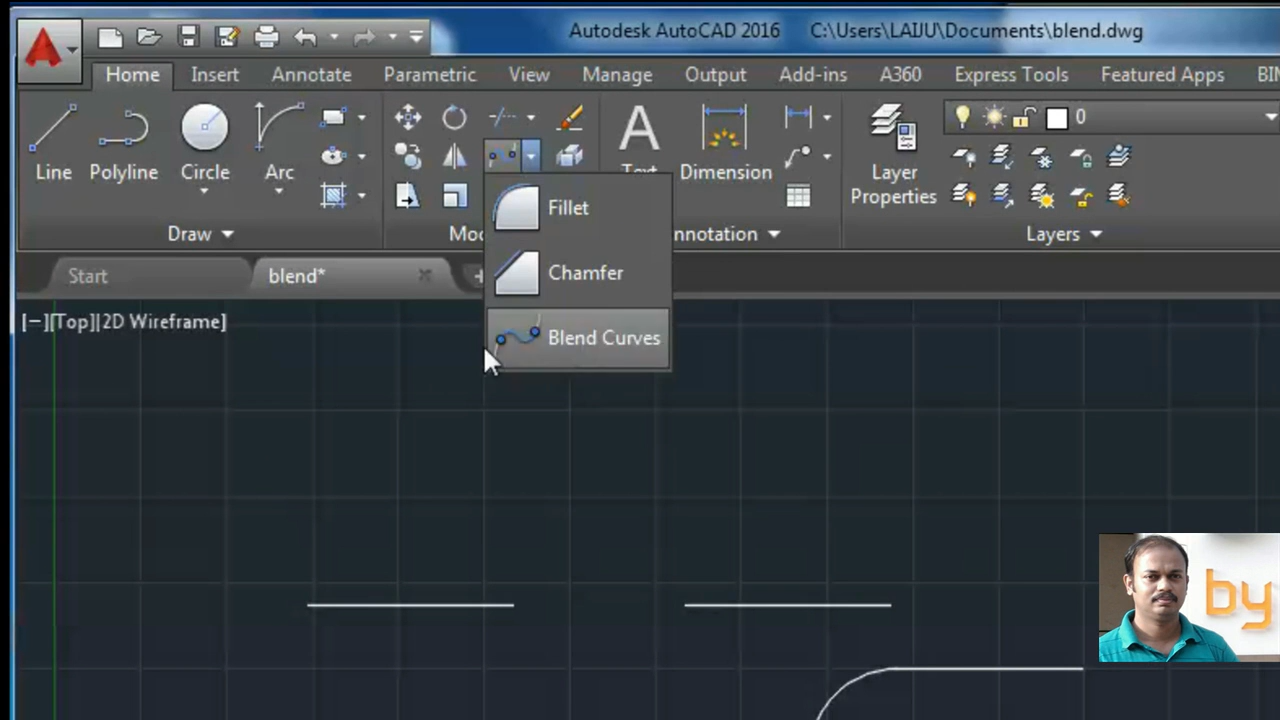 Autodesk AutoCAD 2016 C:\Users\LAIJU\Documents\blend.dwg
Home Insert Annotate Parametric View Manage Output Add-ins A360 Express Tools Featured Apps
0
Line Polyline Circle Arc Text Dimension Layer Properties
Draw
Annotation
Layers
Fillet
Chamfer
Blend Curves
Start blend*
[−][Top][2D Wireframe]
by